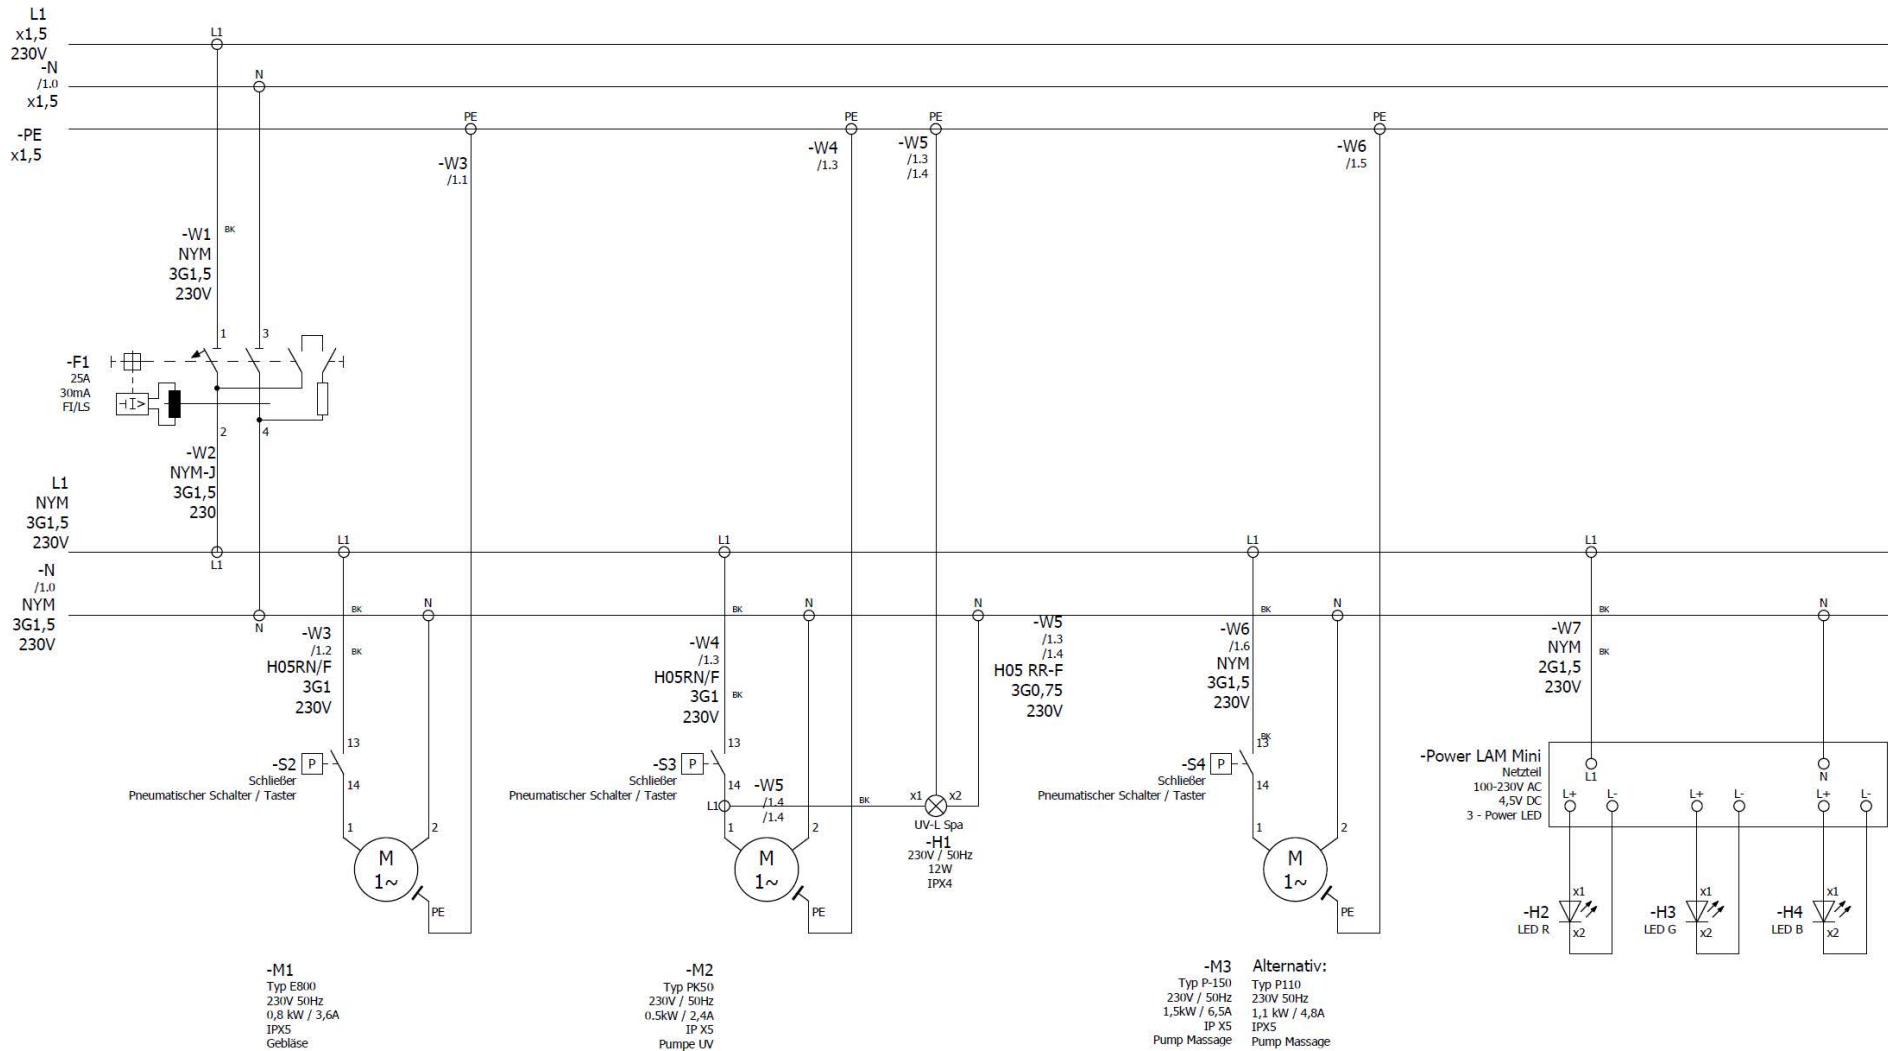 L1
x1,5
230V
-N
/1.0
x1,5
-PE
x1,5
L1
N
PE
PE
PE
PE
-W3
/1.1
-W4
/1.3
-W5
/1.3
/1.4
-W6
/1.5
-W1
NYM
3G1,5
230V
BK
1
3
-F1
25A
30mA
FI/LS
I>
2
4
-W2
NYM-J
3G1,5
230
L1
NYM
3G1,5
230V
-N
/1.0
NYM
3G1,5
230V
L1
N
L1
N
BK
-W3
/1.2
H05RN/F
3G1
230V
BK
13
-S2
P
Schließer
Pneumatischer Schalter / Taster
14
1
2
M
1~
PE
-M1
Typ E800
230V 50Hz
0,8 kW / 3,6A
IPX5
Gebläse
L1
N
BK
-W4
/1.3
H05RN/F
3G1
230V
BK
13
-S3
P
Schließer
Pneumatischer Schalter / Taster
14
-W5
/1.4
/1.4
L1
BK
1
2
M
1~
PE
-M2
Typ PK50
230V / 50Hz
0.5kW / 2,4A
IP X5
Pumpe UV
N
-W5
/1.3
/1.4
H05 RR-F
3G0,75
230V
x1
x2
UV-L Spa
-H1
230V / 50Hz
12W
IPX4
L1
N
BK
-W6
/1.6
NYM
3G1,5
230V
BK
13
-S4
P
Schließer
Pneumatischer Schalter / Taster
14
1
2
M
1~
PE
-M3
Typ P-150
230V / 50Hz
1,5kW / 6,5A
IP X5
Pump Massage
Alternativ:
Typ P110
230V 50Hz
1,1 kW / 4,8A
IPX5
Pump Massage
L1
N
BK
-W7
NYM
2G1,5
230V
BK
-Power LAM Mini
Netzteil
100-230V AC
4,5V DC
3 - Power LED
L1
N
L+
L-
L+
L-
L+
L-
x1
-H2
LED R
x2
x1
-H3
LED G
x2
x1
-H4
LED B
x2